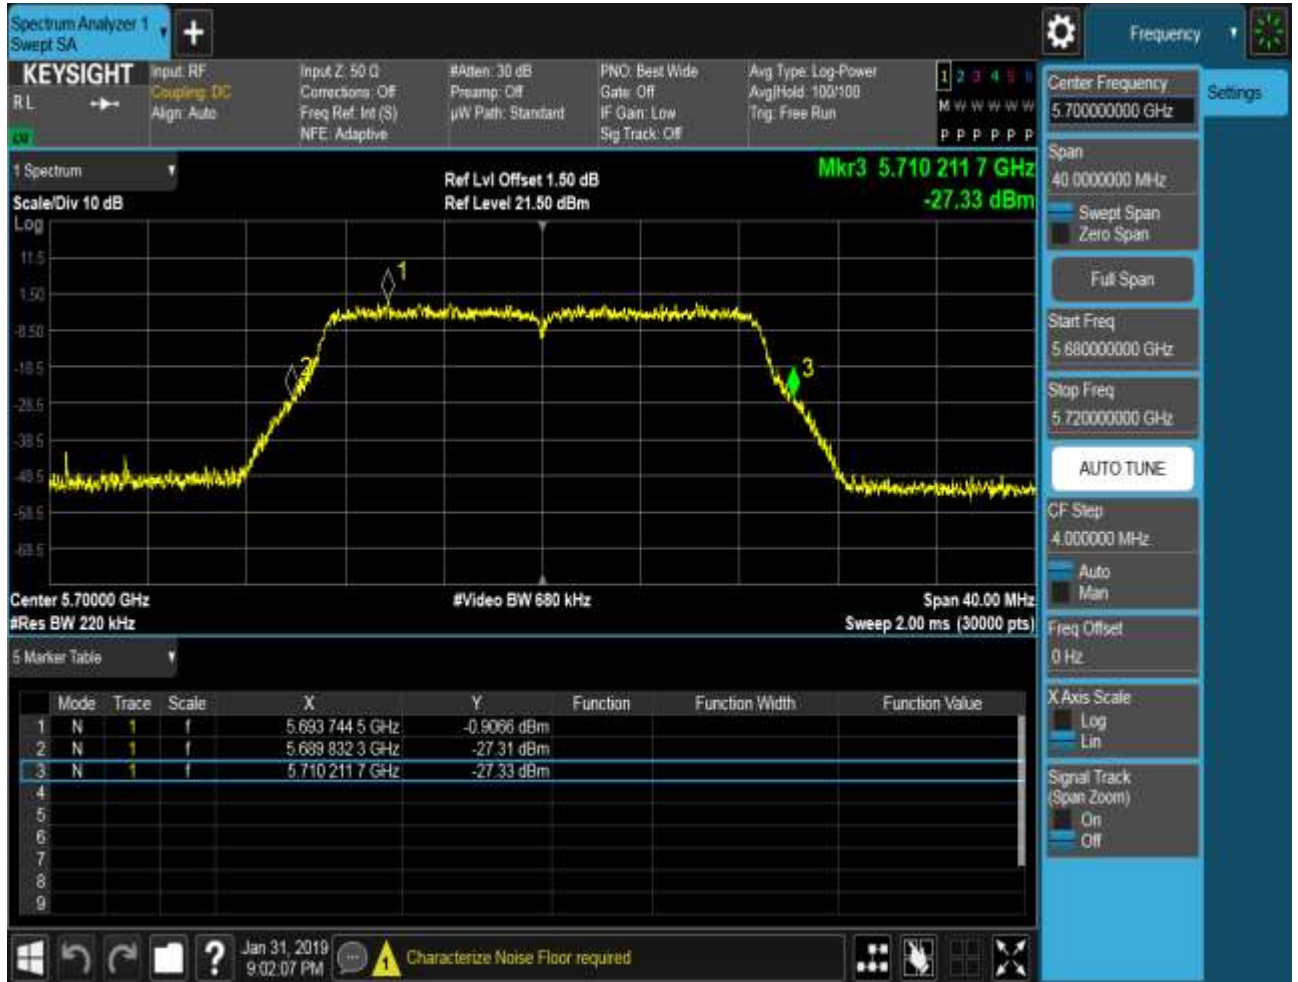 Spectrum Analyzer 1
Swept SA
+
Frequency
KEYSIGHT
RL
LW
Input: RF
Coupling: DC
Align: Auto
Input Z: 50 Ω
Corrections: Off
Freq Ref: Int (S)
NFE: Adaptive
#Atten: 30 dB
Preamp: Off
µW Path: Standard
PNO: Best Wide
Gate: Off
IF Gain: Low
Sig Track: Off
Avg Type: Log-Power
Avg|Hold: 100/100
Trig: Free Run
1 2 3 4 5 6
M W W W W W
P P P P P P
1 Spectrum
Scale/Div 10 dB
Ref Lvl Offset 1.50 dB
Ref Level 21.50 dBm
Mkr3 5.710 211 7 GHz
-27.33 dBm
Log
11.5
1.50
-8.50
-18.5
-28.5
-38.5
-48.5
-58.5
-68.5
1
2
3
Center 5.70000 GHz
#Video BW 680 kHz
Span 40.00 MHz
#Res BW 220 kHz
Sweep 2.00 ms (30000 pts)
5 Marker Table
Mode Trace Scale X Y Function Function Width Function Value
1 N 1 f 5.693 744 5 GHz -0.9066 dBm
2 N 1 f 5.689 832 3 GHz -27.31 dBm
3 N 1 f 5.710 211 7 GHz -27.33 dBm
4
5
6
7
8
9
Center Frequency
5.700000000 GHz
Settings
Span
40.0000000 MHz
Swept Span
Zero Span
Full Span
Start Freq
5.680000000 GHz
Stop Freq
5.720000000 GHz
AUTO TUNE
CF Step
4.000000 MHz
Auto
Man
Freq Offset
0 Hz
X Axis Scale
Log
Lin
Signal Track
(Span Zoom)
On
Off
?
Jan 31, 2019
9:02:07 PM
1
Characterize Noise Floor required